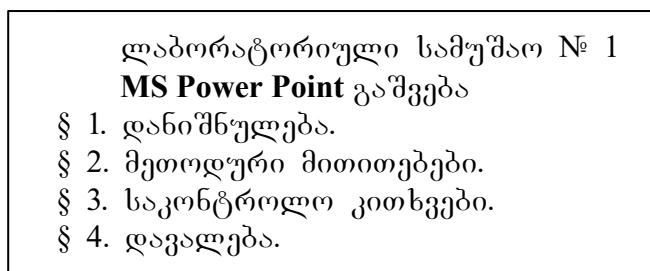 ლაბორატორიული სამუშაო № 1
MS Power Point გაშვება
§ 1. დანიშნულება.
§ 2. მეთოდური მითითებები.
§ 3. საკონტროლო კითხვები.
§ 4. დავალება.